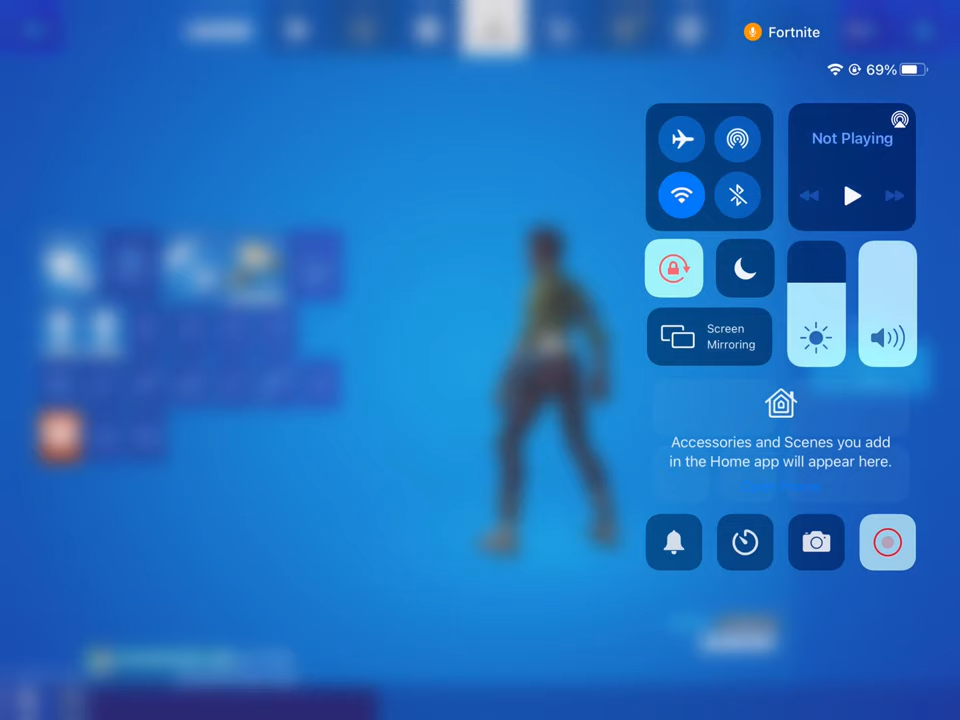 Fortnite
69%
Not Playing
Screen
Mirroring
Accessories and Scenes you add
in the Home app will appear here.